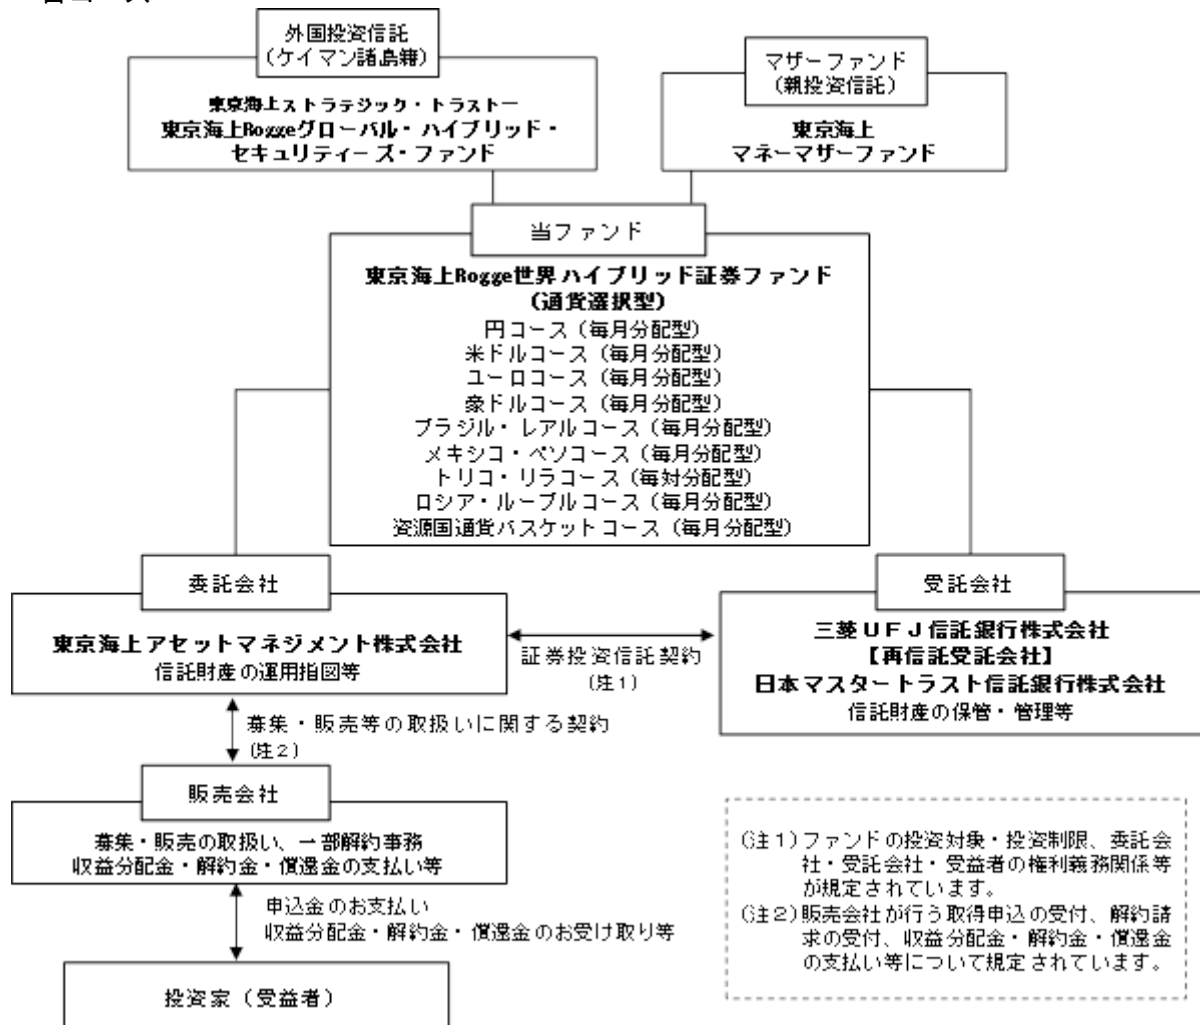 各コース
外国投資信託
(ケイマン諸島籍)
マザーファンド
(親投資信託)
東京海上ストラテジック・トラスト－
東京海上Roggeグローバル・ハイブリッド・
セキュリティーズ・ファンド
東京海上
マネーマザーファンド
当ファンド
東京海上Rogge世界ハイブリッド証券ファンド
(通貨選択型)
円コース(毎月分配型)
米ドルコース(毎月分配型)
ユーロコース(毎月分配型)
豪ドルコース(毎月分配型)
ブラジル・レアルコース(毎月分配型)
メキシコ・ペソコース(毎月分配型)
トリコ・リラコース(毎対分配型)
ロシア・ルーブルコース(毎月分配型)
資源国通貨バスケットコース(毎月分配型)
委託会社
東京海上アセットマネジメント株式会社
信託財産の運用指図等
証券投資信託契約
(注1)
受託会社
三菱UFJ信託銀行株式会社
【再信託受託会社】
日本マスタートラスト信託銀行株式会社
信託財産の保管・管理等
募集・販売等の取扱いに関する契約
(注2)
販売会社
募集・販売の取扱い、一部解約事務
収益分配金・解約金・償還金の支払い等
申込金のお支払い
収益分配金・解約金・償還金のお受け取り等
投資家(受益者)
(注1)ファンドの投資対象・投資制限、委託会
社・受託会社・受益者の権利義務関係等
が規定されています。
(注2)販売会社が行う取得申込の受付、解約請
求の受付、収益分配金・解約金・償還金
の支払い等について規定されています。